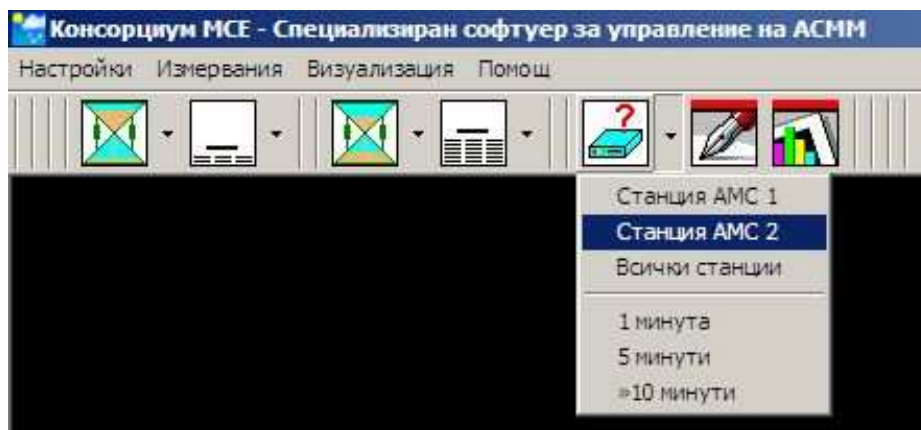 Консорциум МСЕ - Специализиран софтуер за управление на АСММ
Настройки Измервания Визуализация Помощ
?
Станция АМС 1
Станция АМС 2
Всички станции
1 минута
5 минути
»10 минути